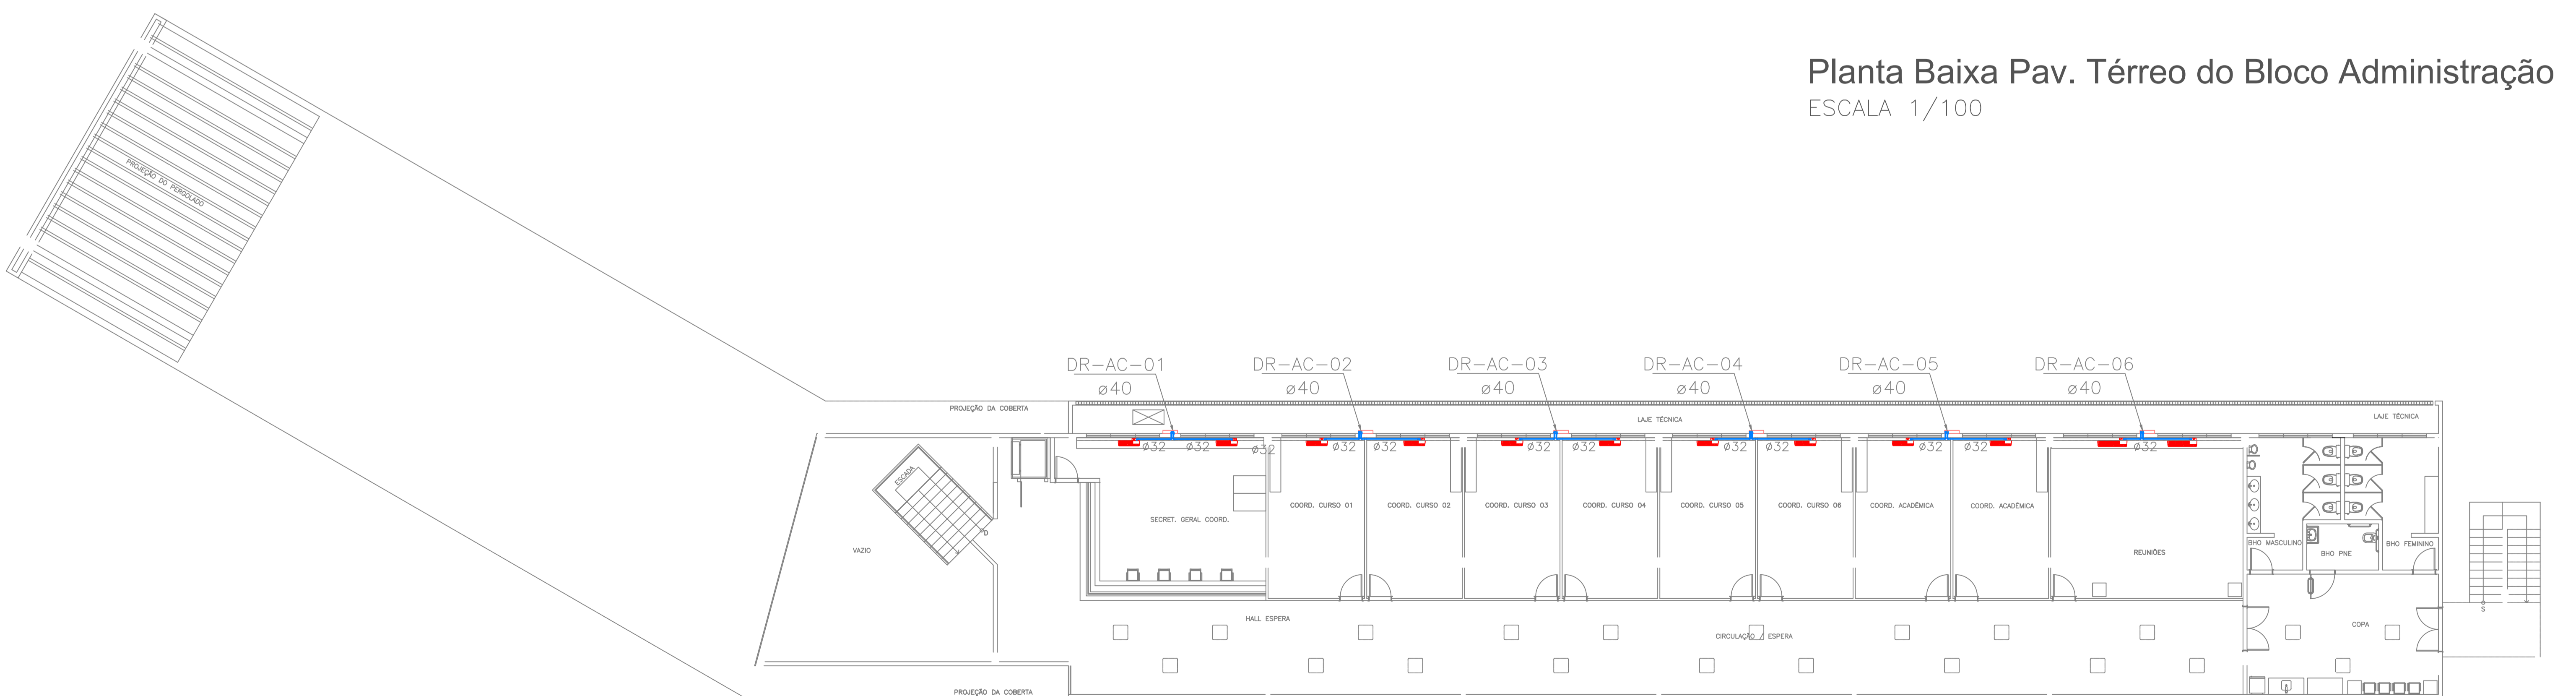 Planta Baixa Pav. Térreo do Bloco Administração
ESCALA 1/100
PROJEÇÃO DO PERGOLADO
DR-AC-01
ø40
DR-AC-02
ø40
DR-AC-03
ø40
DR-AC-04
ø40
DR-AC-05
ø40
DR-AC-06
ø40
PROJEÇÃO DA COBERTA
LAJE TÉCNICA
LAJE TÉCNICA
ø32
ø32
ø32
ø32
ø32
ø32
ø32
ø32
ø32
ø32
ø32
ø32
ESCADA
D
VAZIO
SECRET. GERAL COORD.
COORD. CURSO 01
COORD. CURSO 02
COORD. CURSO 03
COORD. CURSO 04
COORD. CURSO 05
COORD. CURSO 06
COORD. ACADÊMICA
COORD. ACADÊMICA
REUNIÕES
BHO MASCULINO
BHO PNE
BHO FEMININO
S
HALL ESPERA
CIRCULAÇÃO / ESPERA
COPA
PROJEÇÃO DA COBERTA